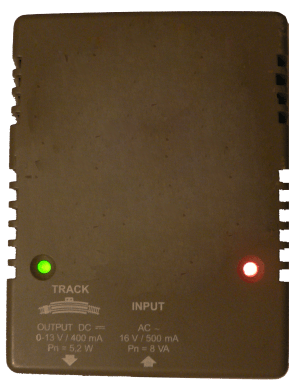 TRACK
INPUT
OUTPUT DC ⎓
0-13 V / 400 mA
Pn = 5.2 W
AC ~
16 V / 500 mA
Pn = 8 VA